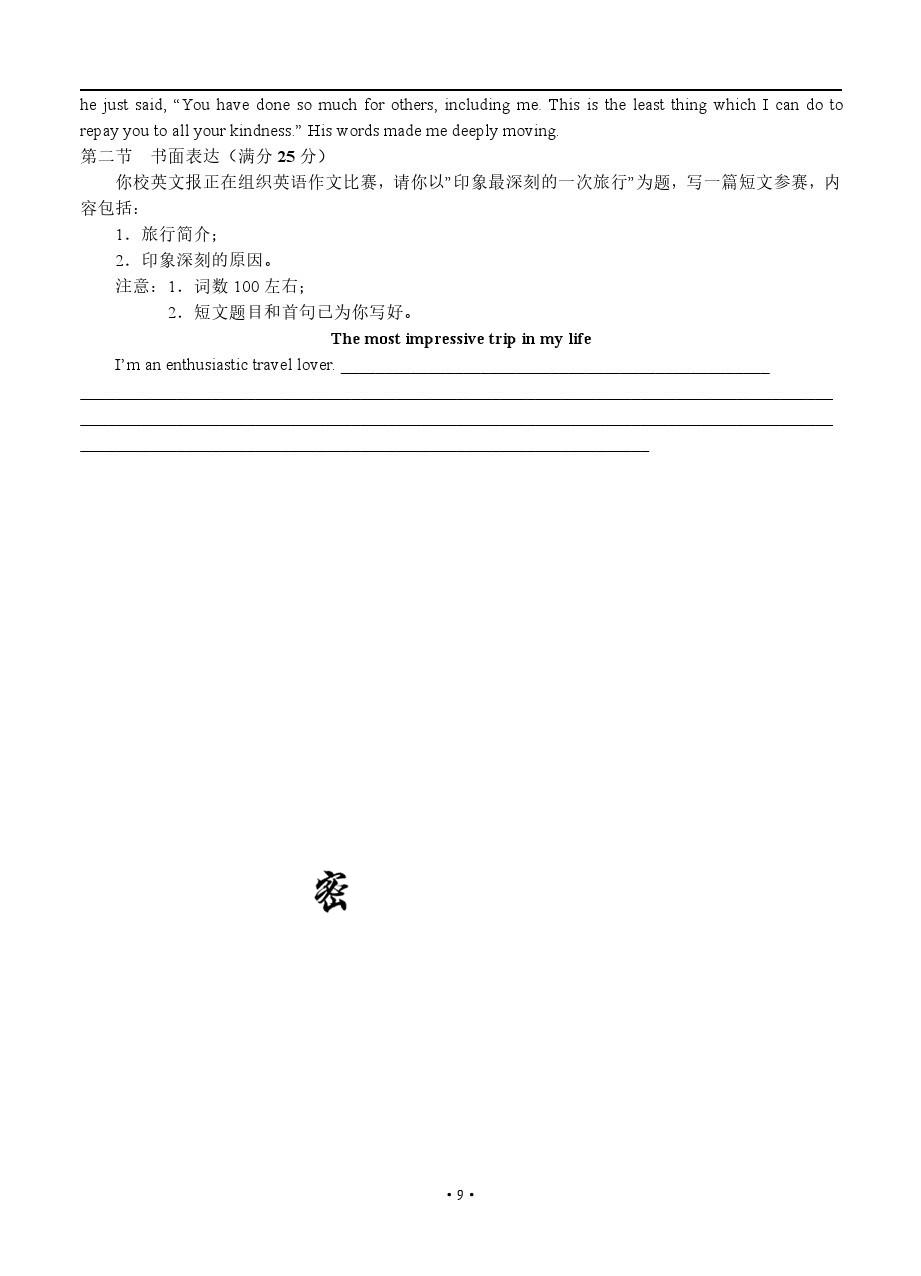 he just said, “You have done so much for others, including me. This is the least thing which I can do to
repay you to all your kindness.” His words made me deeply moving.
第二节 书面表达（满分 25 分）
你校英文报正在组织英语作文比赛，请你以”印象最深刻的一次旅行”为题，写一篇短文参赛，内
容包括：
1．旅行简介；
2．印象深刻的原因。
注意：1．词数 100 左右；
2．短文题目和首句已为你写好。
The most impressive trip in my life
I’m an enthusiastic travel lover.
密
• 9 •